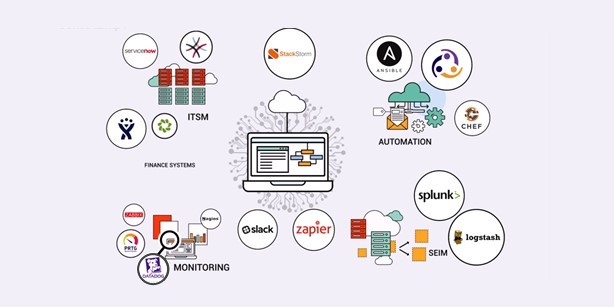 servicenow
StackStorm
ANSIBLE
CHEF
ITSM
AUTOMATION
FINANCE SYSTEMS
ZABBIX
Nagios
PRTG
DATADOG
MONITORING
slack
zapier
splunk>
logstash
SEIM